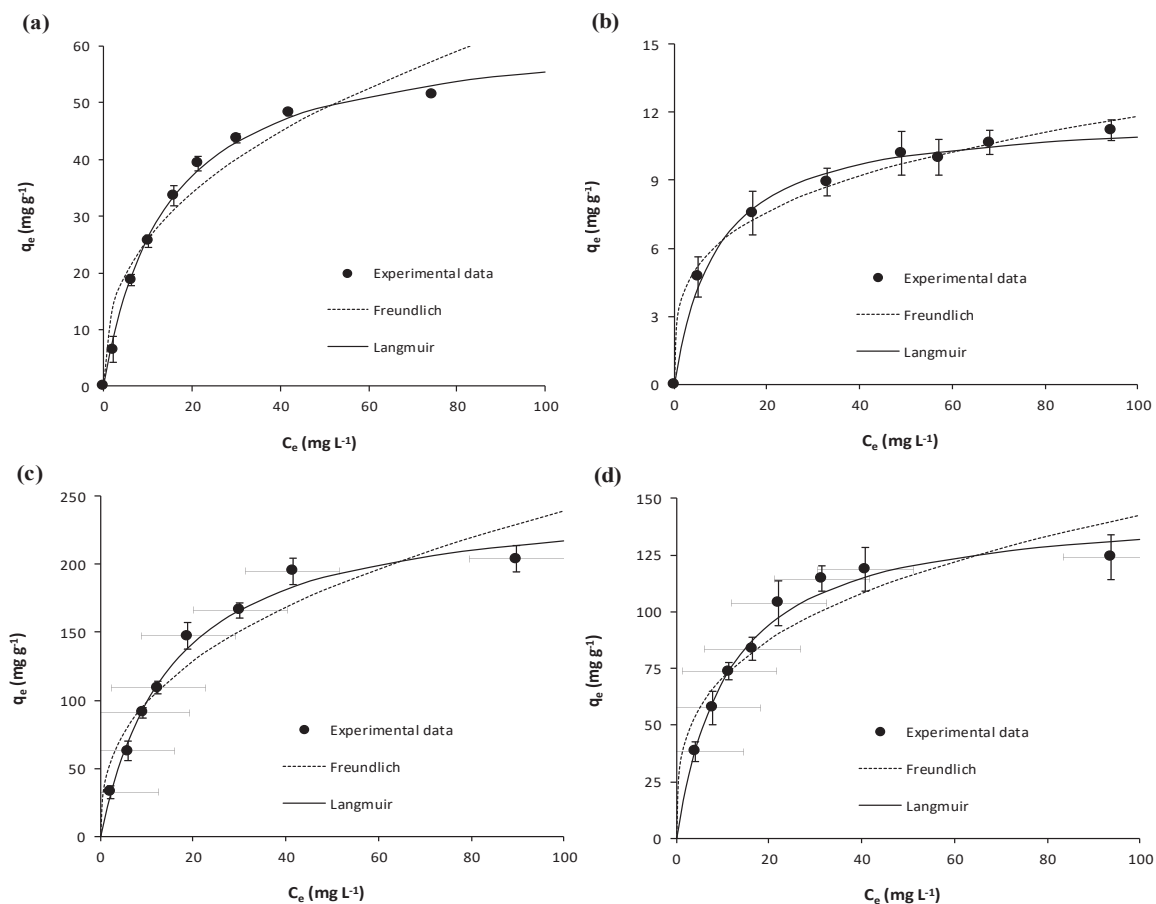 (a)
60
50
40
30
20
10
0
qe (mg g-1)
Experimental data
Freundlich
Langmuir
0 20 40 60 80 100
Ce (mg L-1)
(b)
15
12
9
6
3
0
qe (mg g-1)
Experimental data
Freundlich
Langmuir
0 20 40 60 80 100
Ce (mg L-1)
(c)
250
200
150
100
50
0
qe (mg g-1)
Experimental data
Freundlich
Langmuir
0 20 40 60 80 100
Ce (mg L-1)
(d)
150
125
100
75
50
25
0
qe (mg g-1)
Experimental data
Freundlich
Langmuir
0 20 40 60 80 100
Ce (mg L-1)